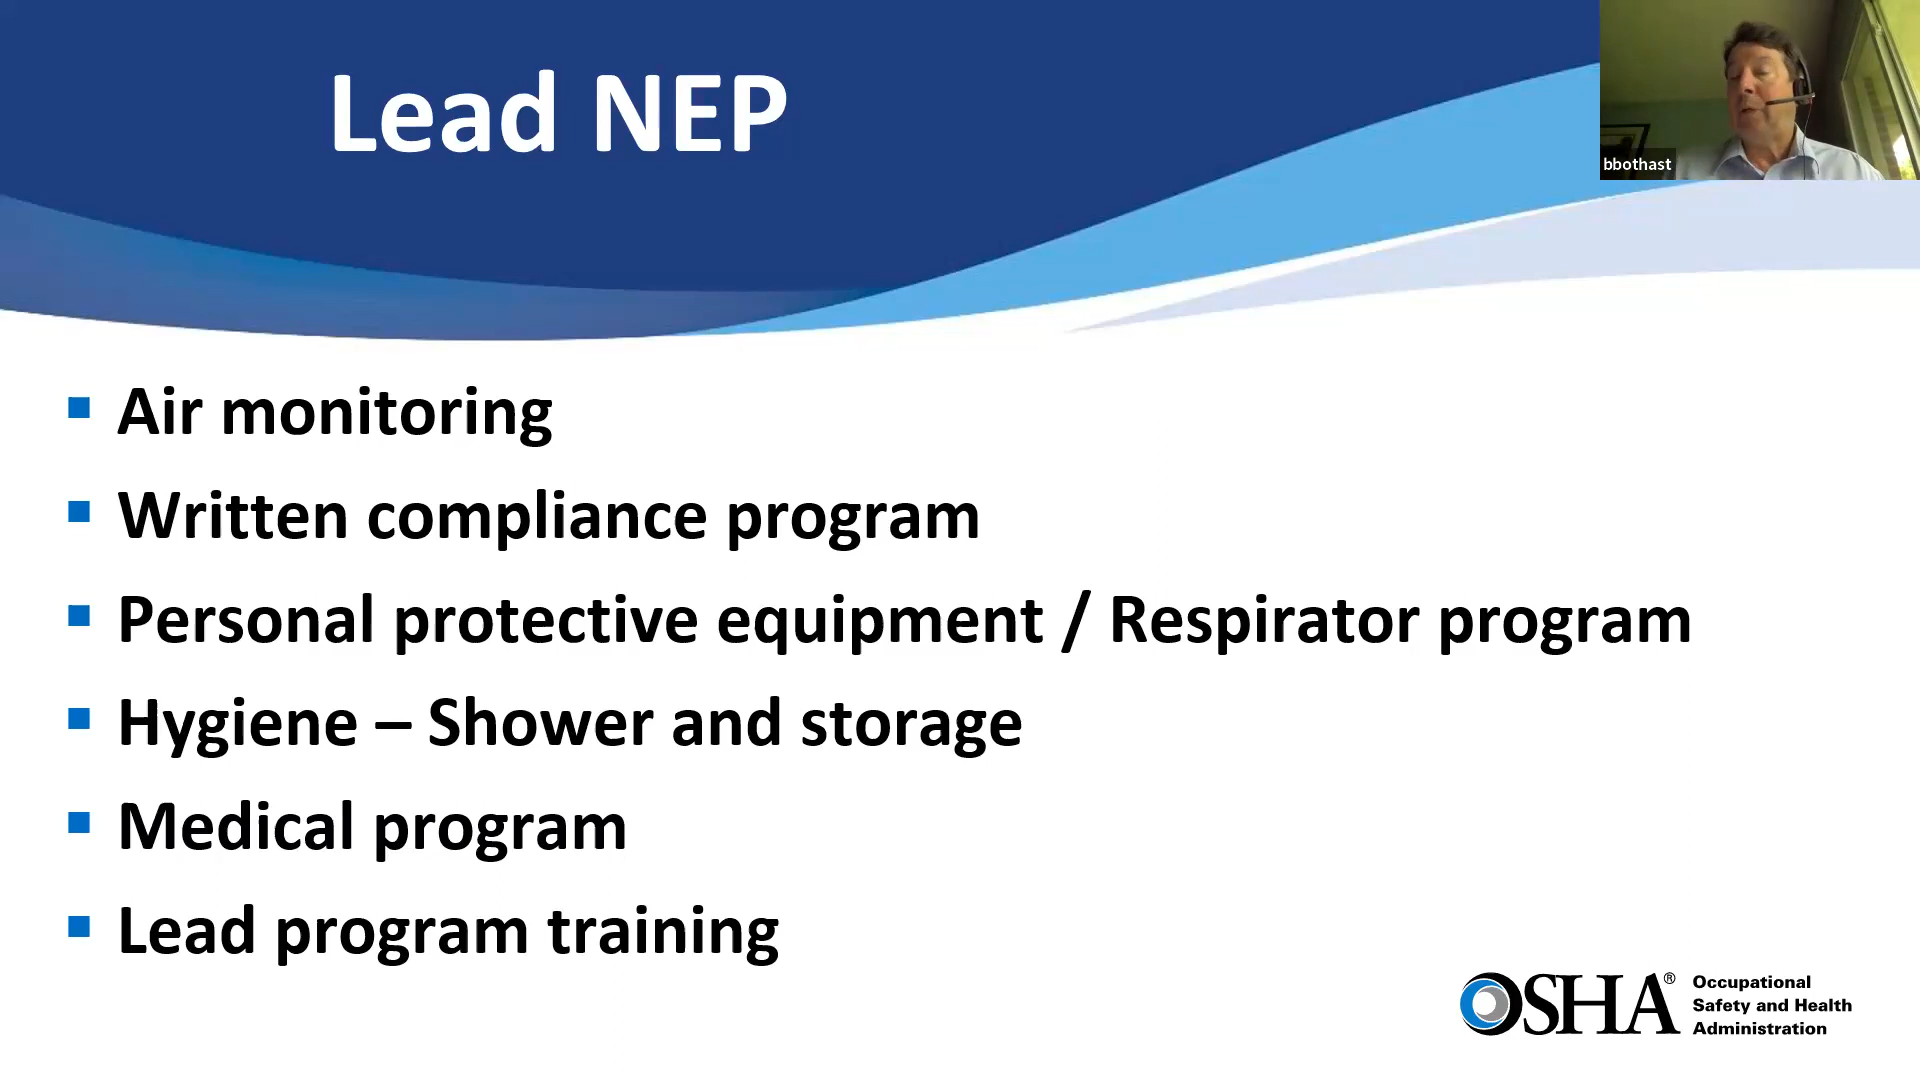 Lead NEP
bbothast
Air monitoring
Written compliance program
Personal protective equipment / Respirator program
Hygiene – Shower and storage
Medical program
Lead program training
OSHA®
Occupational
Safety and Health
Administration